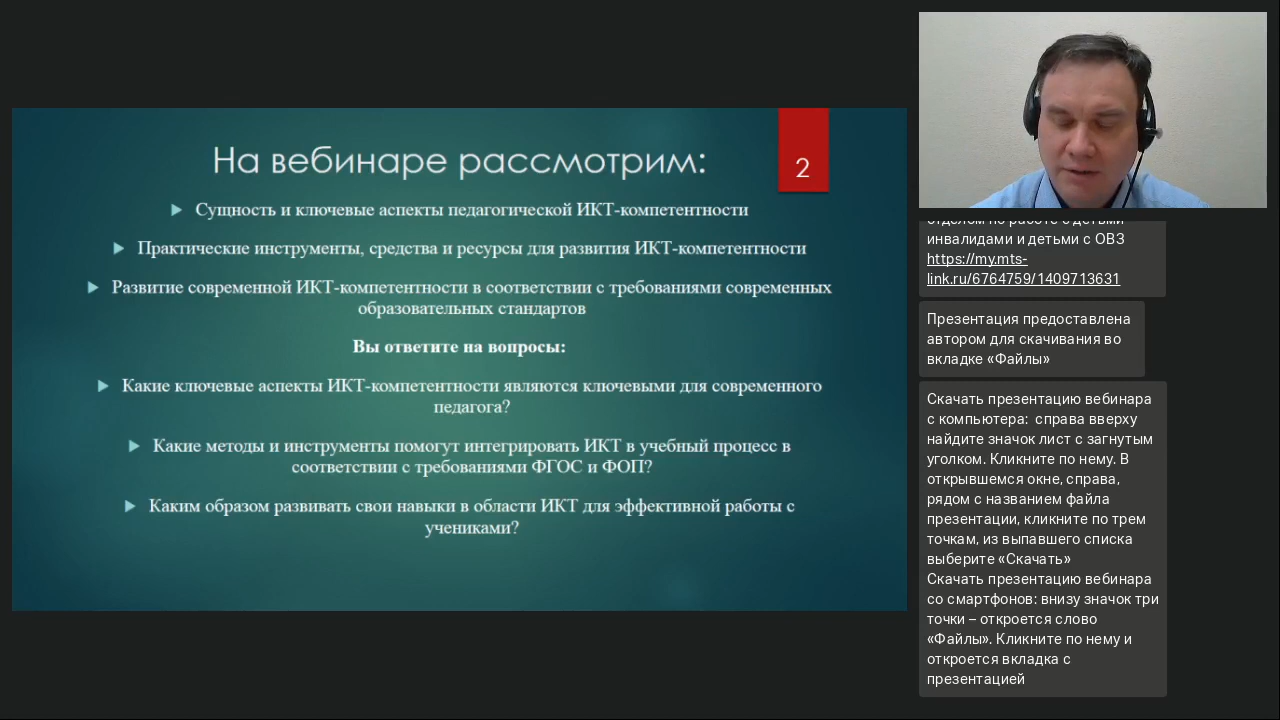 На вебинаре рассмотрим:
2
Сущность и ключевые аспекты педагогической ИКТ-компетентности
Практические инструменты, средства и ресурсы для развития ИКТ-компетентности
Развитие современной ИКТ-компетентности в соответствии с требованиями современных
образовательных стандартов
Вы ответите на вопросы:
Какие ключевые аспекты ИКТ-компетентности являются ключевыми для современного
педагога?
Какие методы и инструменты помогут интегрировать ИКТ в учебный процесс в
соответствии с требованиями ФГОС и ФОП?
Каким образом развивать свои навыки в области ИКТ для эффективной работы с
учениками?
отделом по работе с детьми
инвалидами и детьми с ОВЗ
https://my.mts-
link.ru/6764759/1409713631
Презентация предоставлена
автором для скачивания во
вкладке «Файлы»
Скачать презентацию вебинара
с компьютера: справа вверху
найдите значок лист с загнутым
уголком. Кликните по нему. В
открывшемся окне, справа,
рядом с названием файла
презентации, кликните по трем
точкам, из выпавшего списка
выберите «Скачать»
Скачать презентацию вебинара
со смартфонов: внизу значок три
точки – откроется слово
«Файлы». Кликните по нему и
откроется вкладка с
презентацией